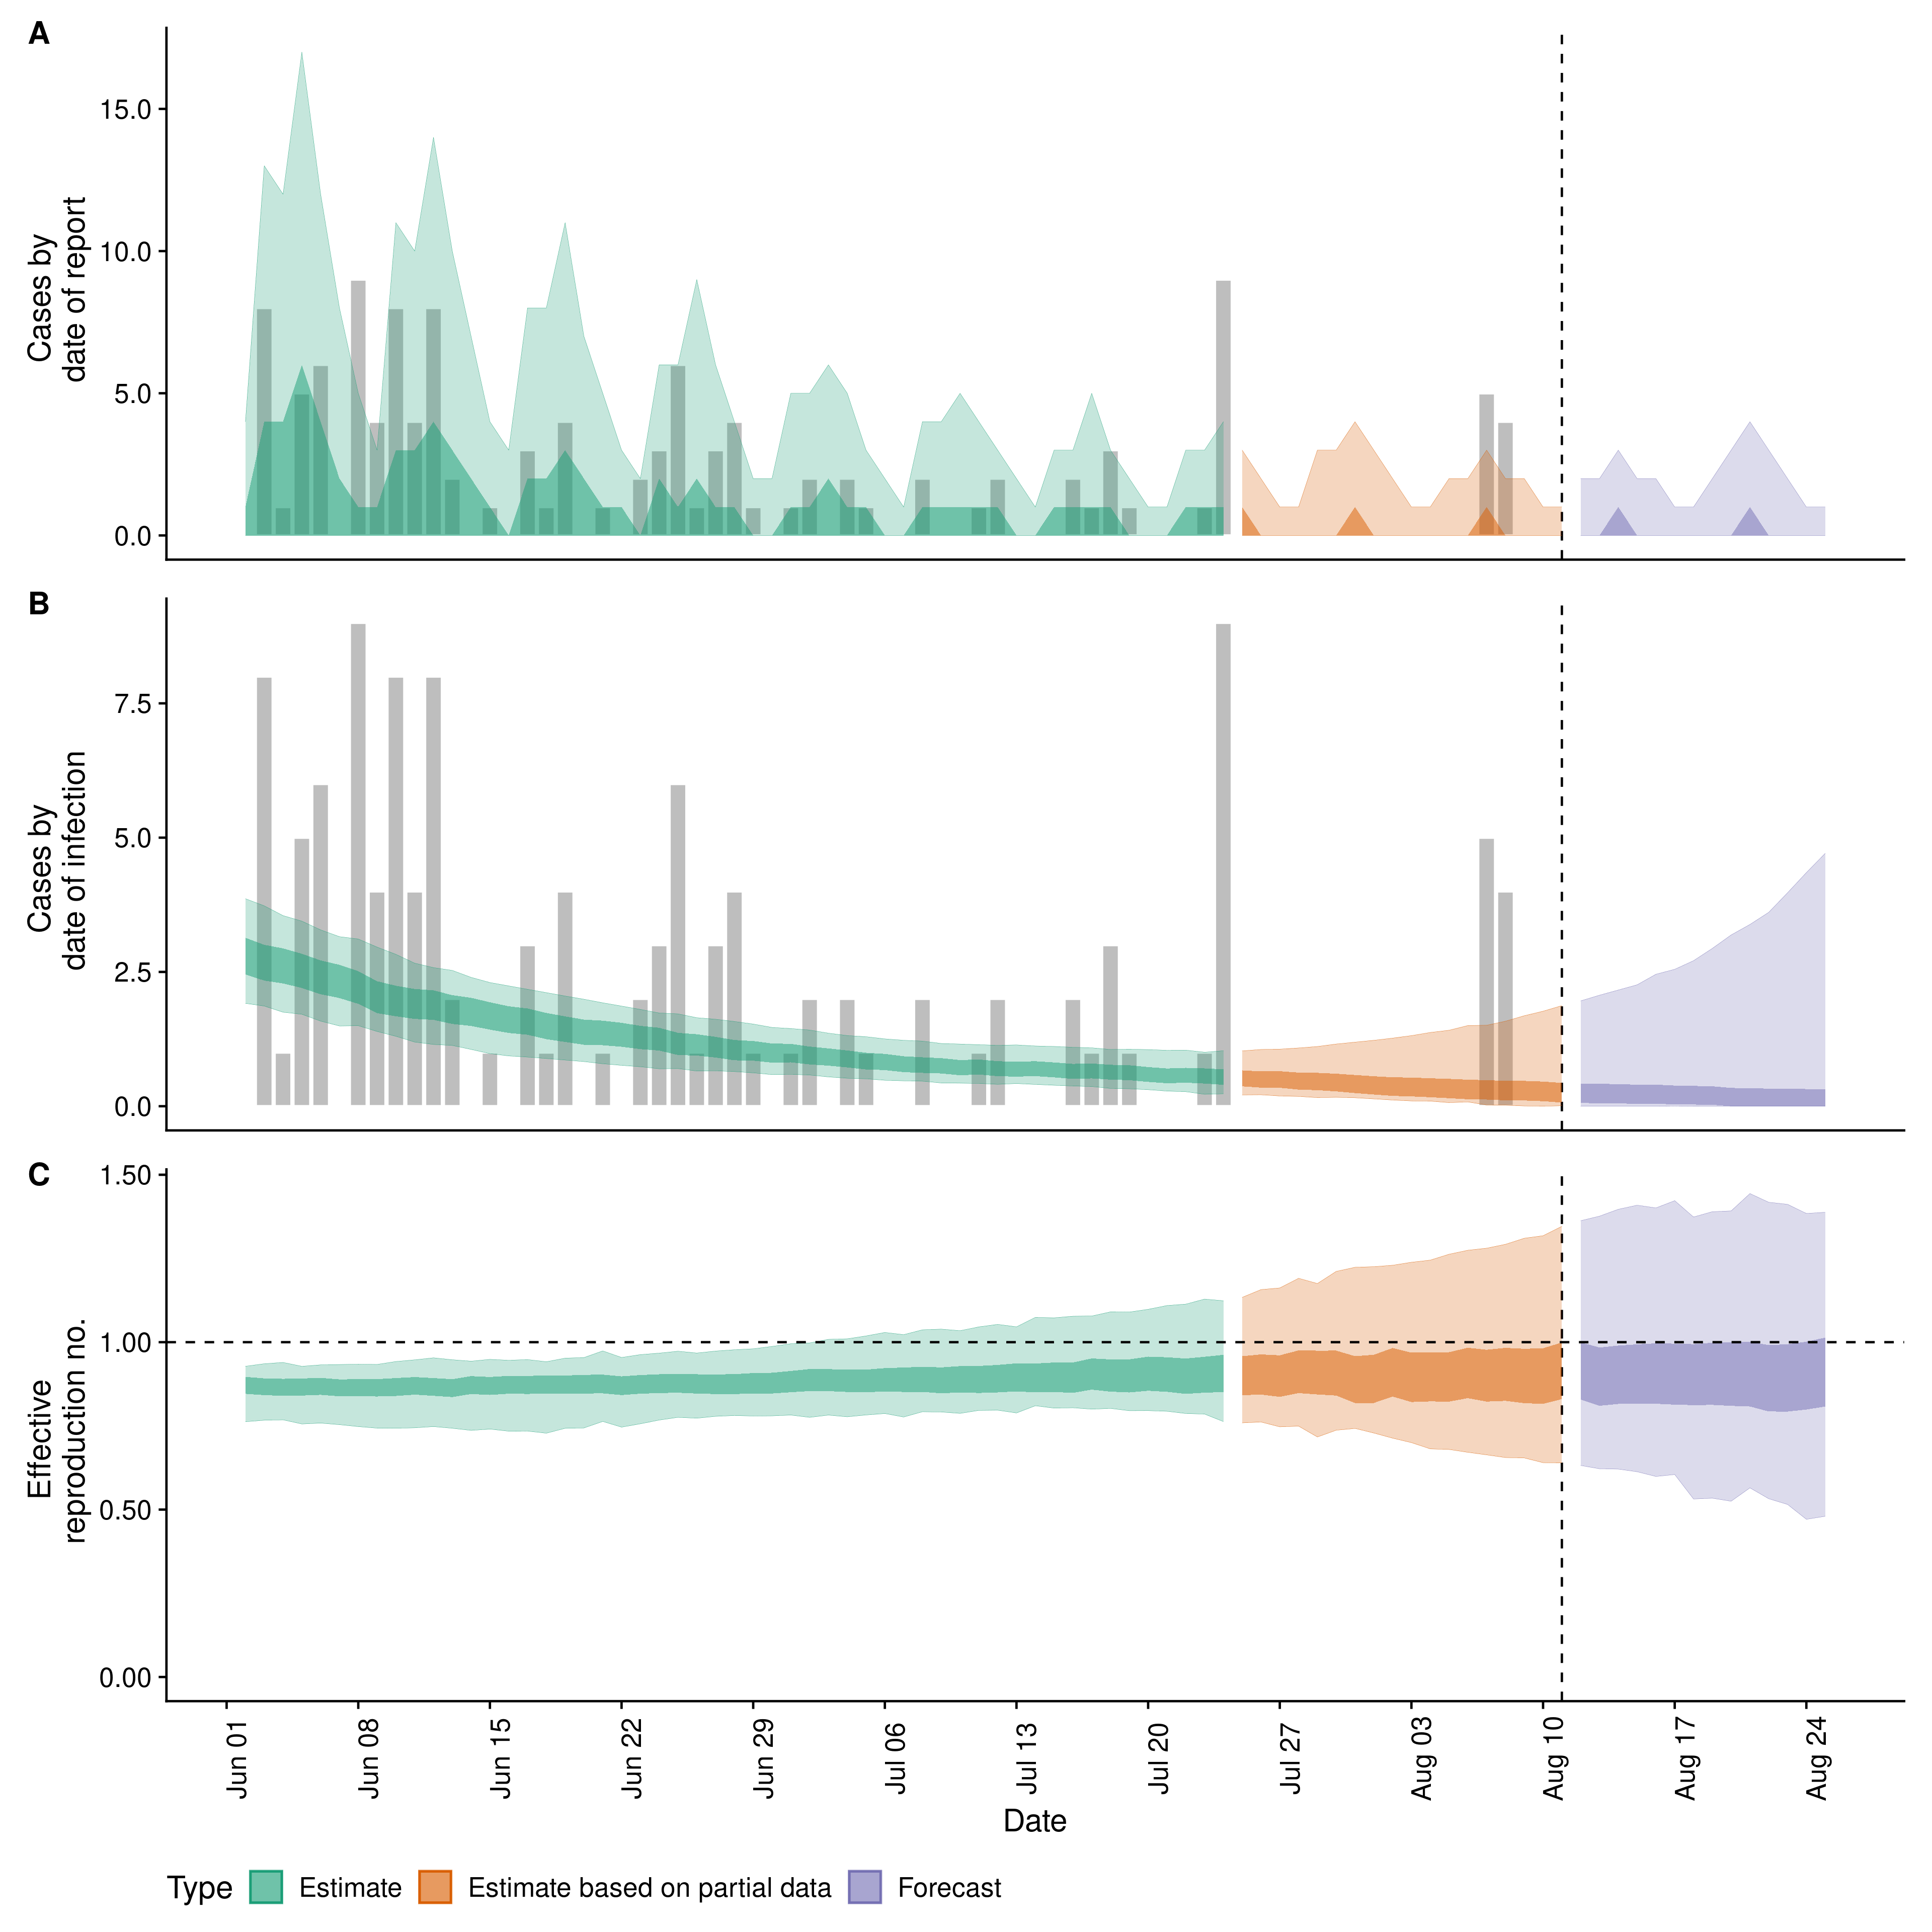 A
Cases by
date of report
15.0
10.0
5.0
0.0
B
Cases by
date of infection
7.5
5.0
2.5
0.0
C
Effective
reproduction no.
1.50
1.00
0.50
0.00
Jun 01
Jun 08
Jun 15
Jun 22
Jun 29
Jul 06
Jul 13
Jul 20
Jul 27
Aug 03
Aug 10
Aug 17
Aug 24
Date
Type Estimate Estimate based on partial data Forecast